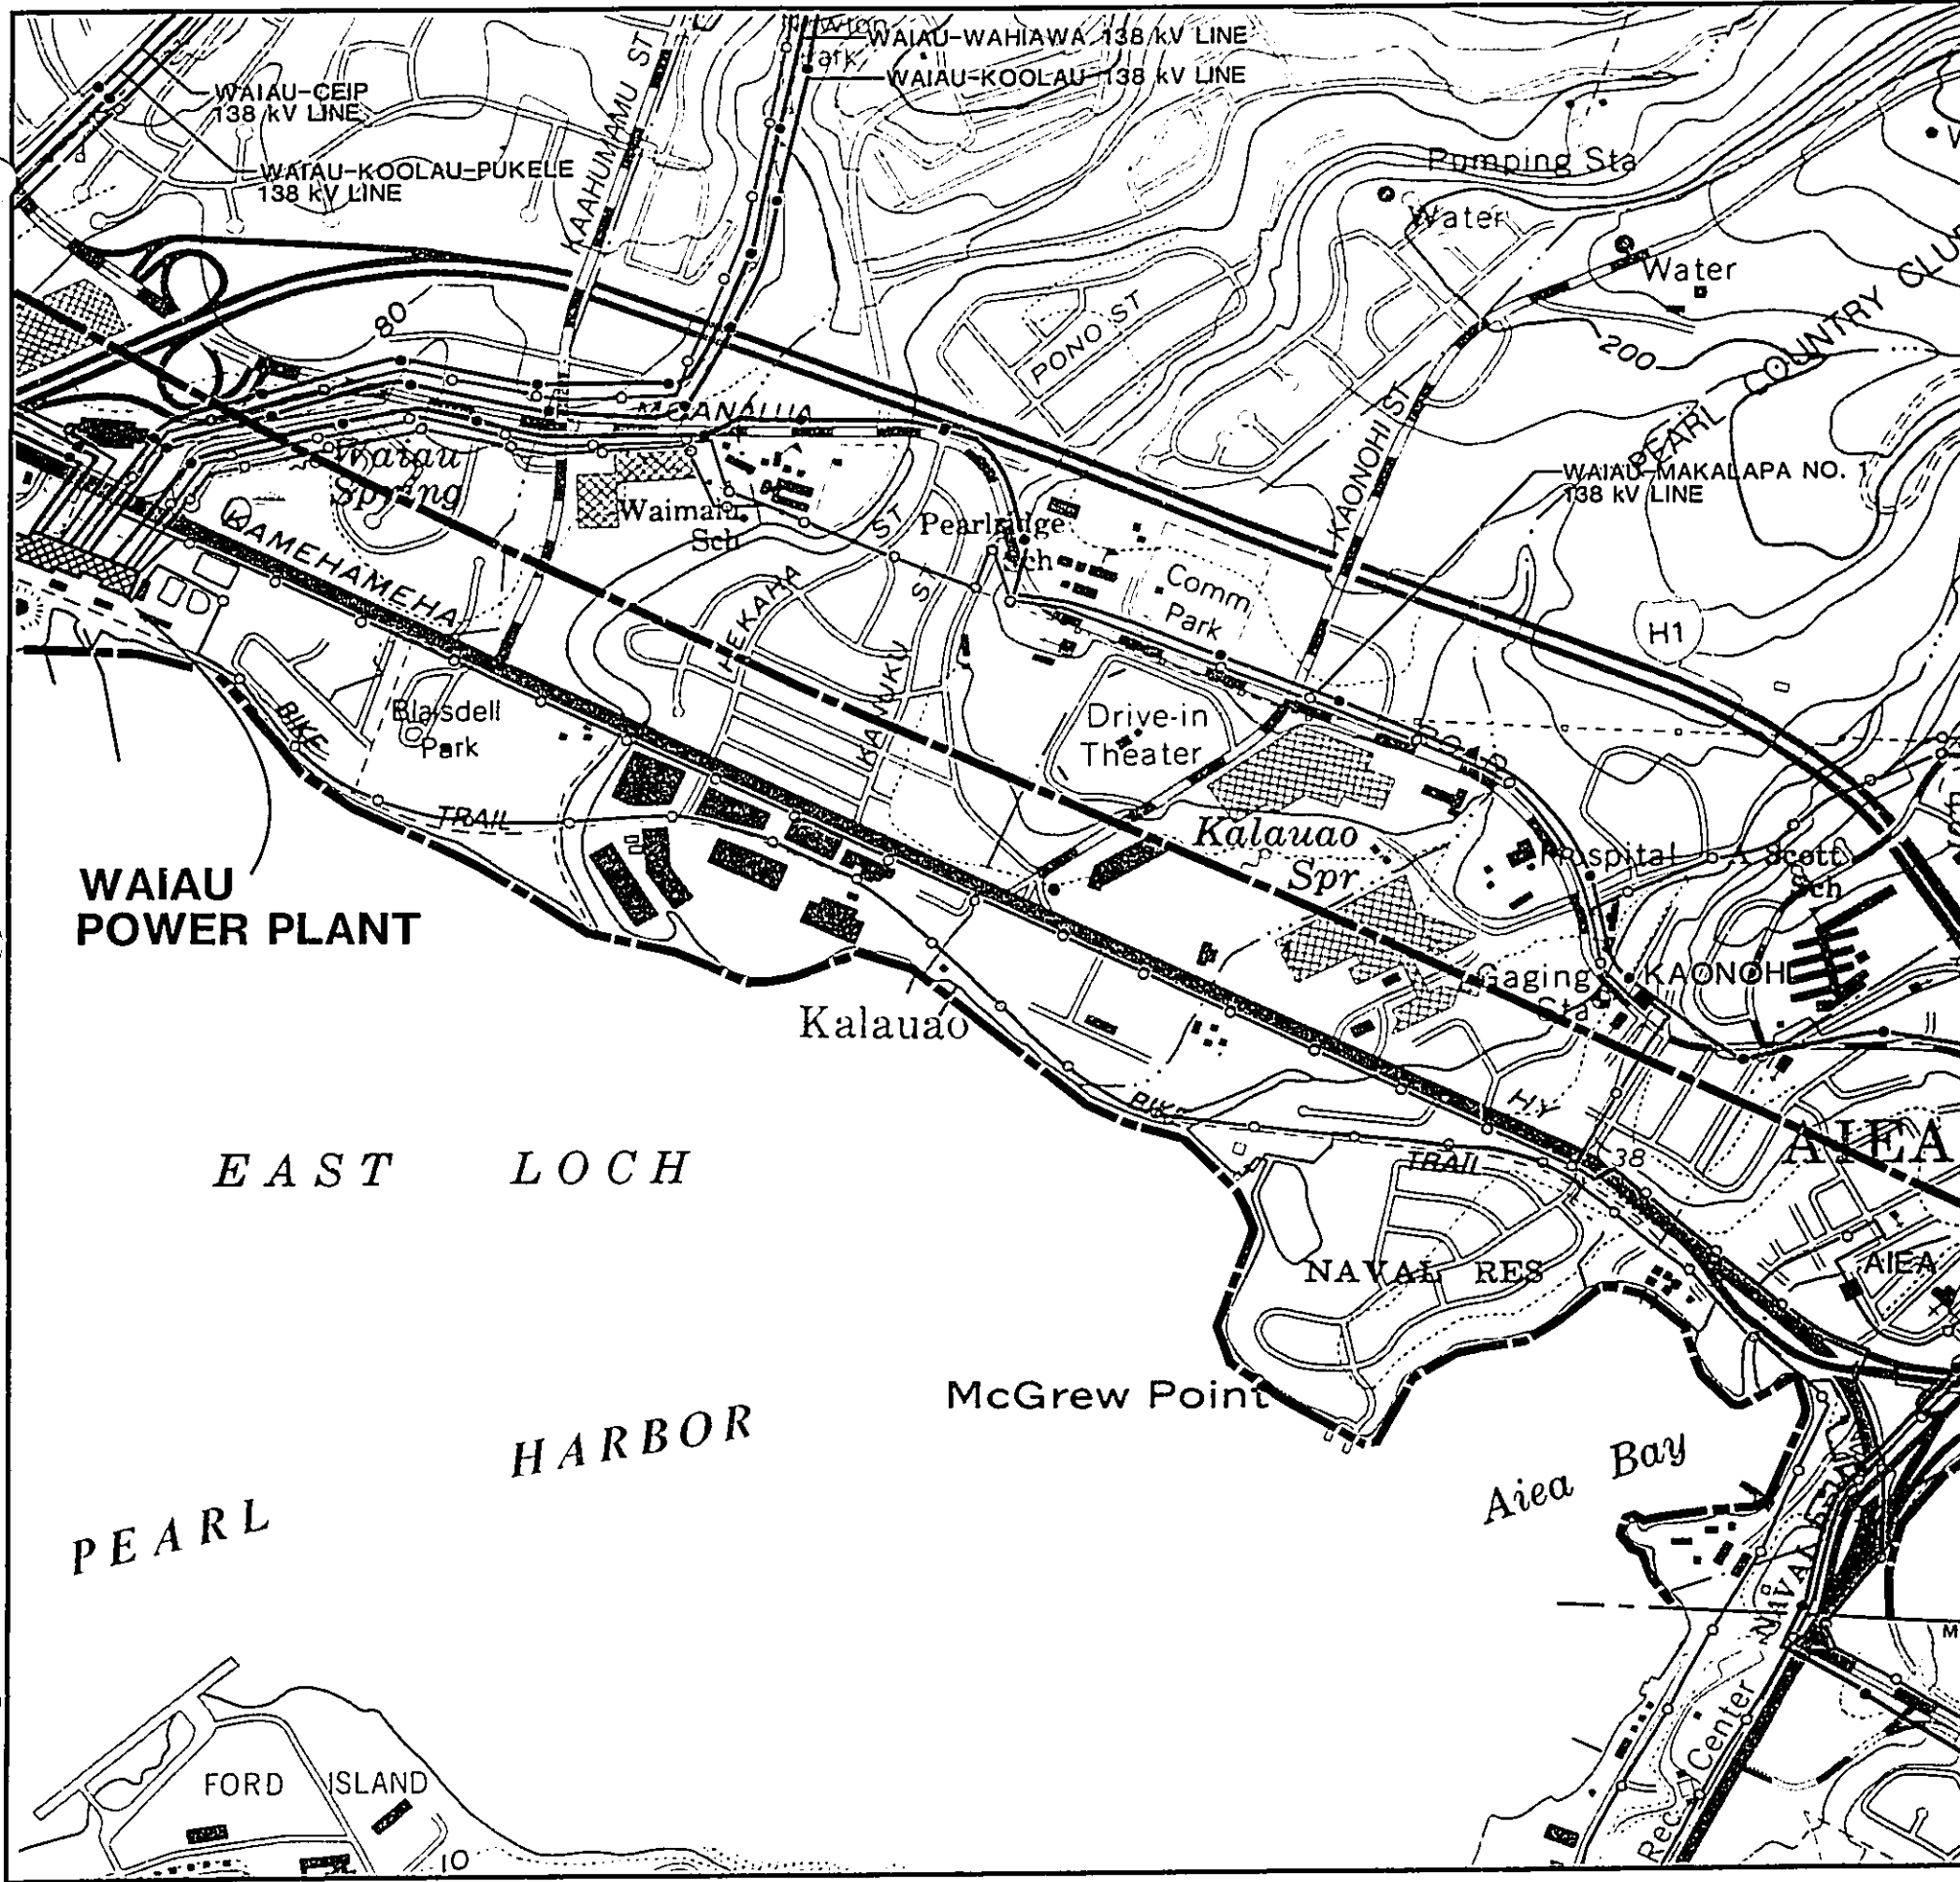 WAIAU-WAHIAWA 138 kV LINE
WAIAU-KOOLAU 138 kV LINE
WAIAU-CEIP
138 kV LINE
WAIAU-KOOLAU-PUKELE
138 kV LINE
KAAHUMAMU ST
Pumping Sta
Water
Water
80
PONO ST
200
PEARL COUNTRY
KAONOHI ST
WAIAU-MAKALAPA NO. 1
138 kV LINE
Waiau
Spring
Waimalu
Sch
Pearlridge
Sch
KAMEHAMEHA
HEKAHA
ST
ST
Comm
Park
H1
BIKE
Blaisdell
Park
Drive-in
Theater
ROAD
TRAIL
Kalauao
Spr
Hospital
A Scott
Sch
WAIAU
POWER PLANT
Gaging
Sta
KAONOHI
Kalauao
HY
TRAIL
38
AIEA
EAST LOCH
NAVAL RES
AIEA
McGrew Point
HARBOR
Aiea Bay
PEARL
NAVAL
M
Rec Center
FORD ISLAND
10